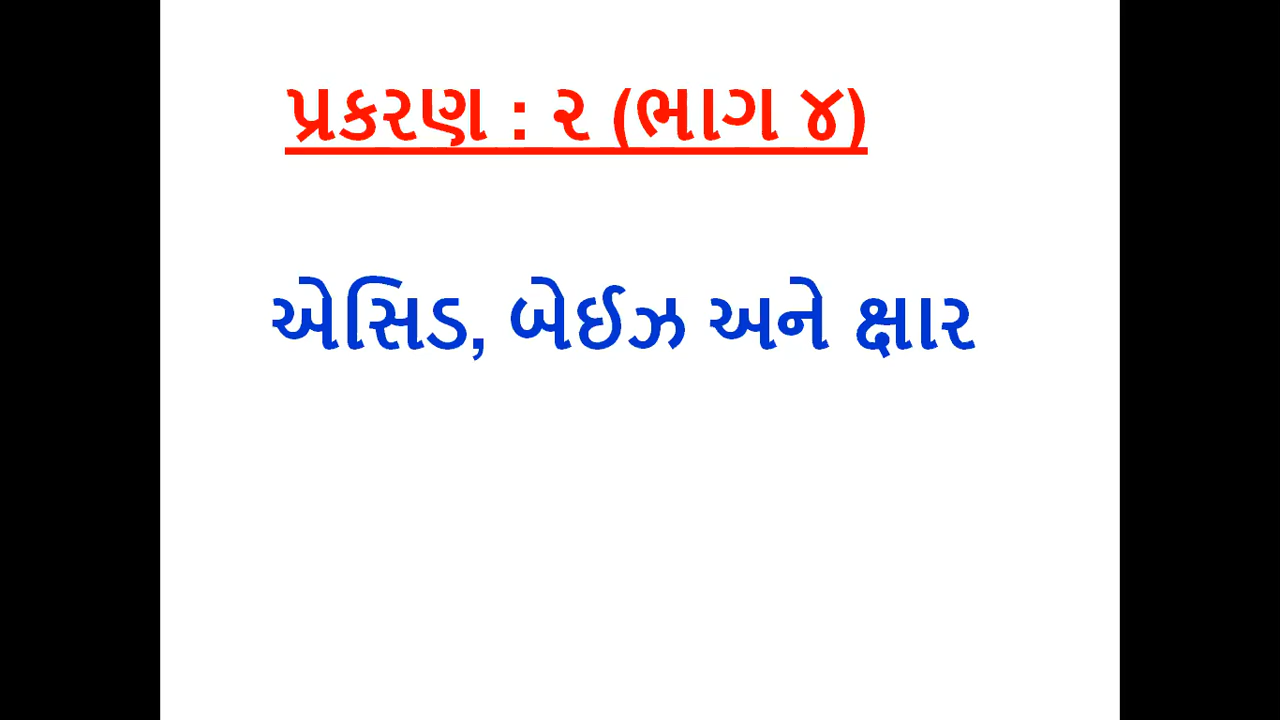 પ્રકરણ : ૨ (ભાગ ૪)
એસિડ, બેઈઝ અને ક્ષાર